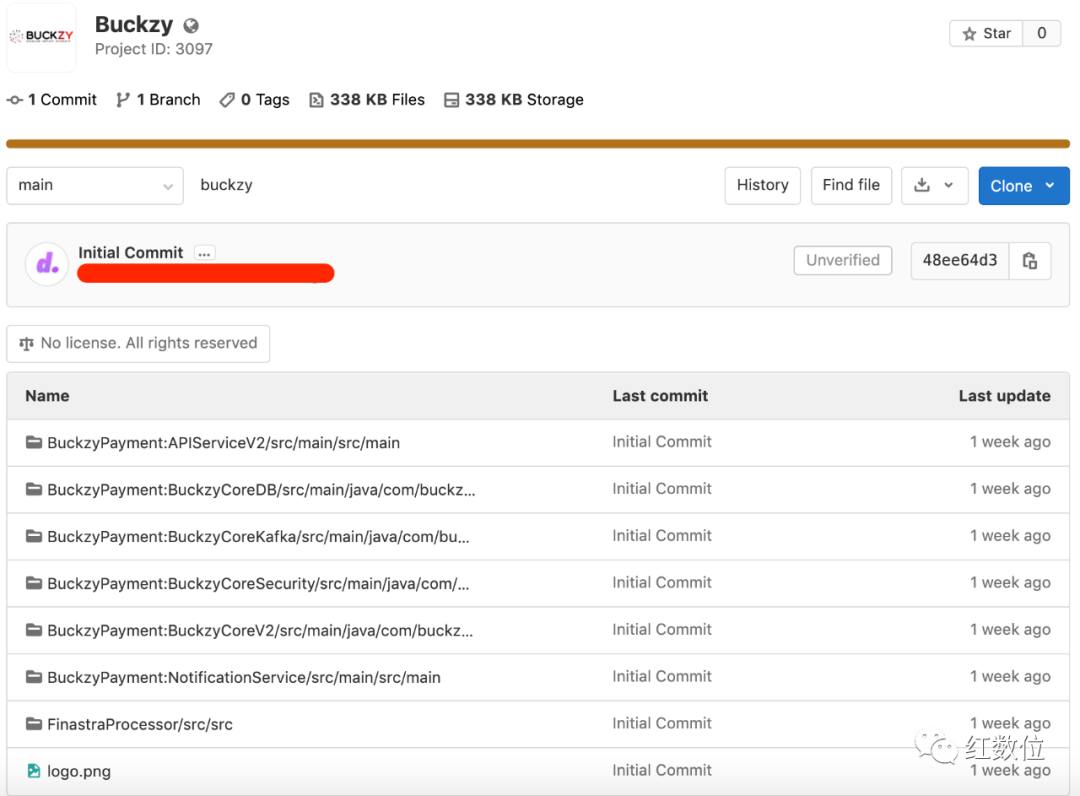 BUCKZY
Buckzy
Project ID: 3097
Star 0
1 Commit 1 Branch 0 Tags 338 KB Files 338 KB Storage
main buckzy History Find file Clone
d. Initial Commit ... Unverified 48ee64d3
No license. All rights reserved
Name Last commit Last update
BuckzyPayment:APIServiceV2/src/main/src/main Initial Commit 1 week ago
BuckzyPayment:BuckzyCoreDB/src/main/java/com/buckz... Initial Commit 1 week ago
BuckzyPayment:BuckzyCoreKafka/src/main/java/com/bu... Initial Commit 1 week ago
BuckzyPayment:BuckzyCoreSecurity/src/main/java/com/... Initial Commit 1 week ago
BuckzyPayment:BuckzyCoreV2/src/main/java/com/buckz... Initial Commit 1 week ago
BuckzyPayment:NotificationService/src/main/src/main Initial Commit 1 week ago
FinastraProcessor/src/src Initial Commit 1 week ago
红数位
logo.png Initial Commit 1 week ago